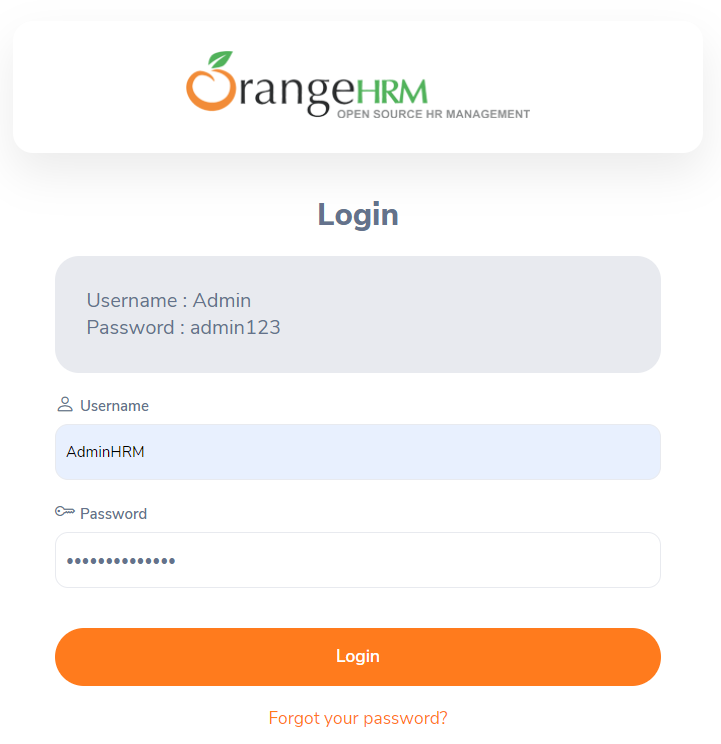 OrangeHRM
OPEN SOURCE HR MANAGEMENT
Login
Username : Admin
Password : admin123
Username
AdminHRM
Password
••••••••••••••
Login
Forgot your password?